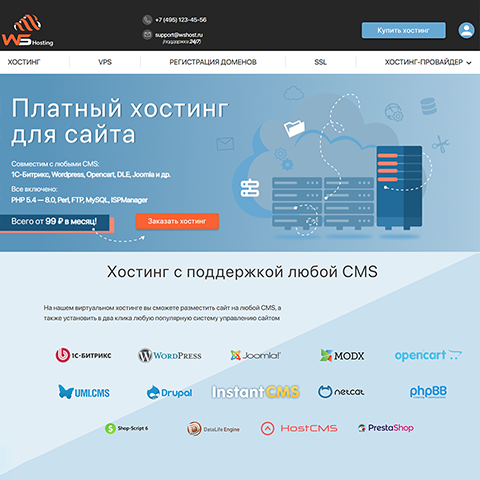 WS Hosting
+7 (495) 123-45-56
support@wshost.ru
(поддержка 24/7)
Купить хостинг
ХОСТИНГ
VPS
РЕГИСТРАЦИЯ ДОМЕНОВ
SSL
ХОСТИНГ-ПРОВАЙДЕР
Платный хостинг
для сайта
Совместим с любыми CMS:
1С-Битрикс, Wordpress, Opencart, DLE, Joomla и др.
Все включено:
PHP 5.4 — 8.0, Perl, FTP, MySQL, ISPManager
Всего от 99 ₽ в месяц!
Заказать хостинг
Хостинг с поддержкой любой CMS
На нашем виртуальном хостинге вы сможете разместить сайт на любой CMS, а
также установить в два клика любую популярную систему управлению сайтом
1С-БИТРИКС
WORDPRESS
Joomla!
MODX
opencart
UMI.CMS
Drupal
InstantCMS
netcat
phpBB
Shop-Script 6
DataLife Engine
HostCMS
PrestaShop